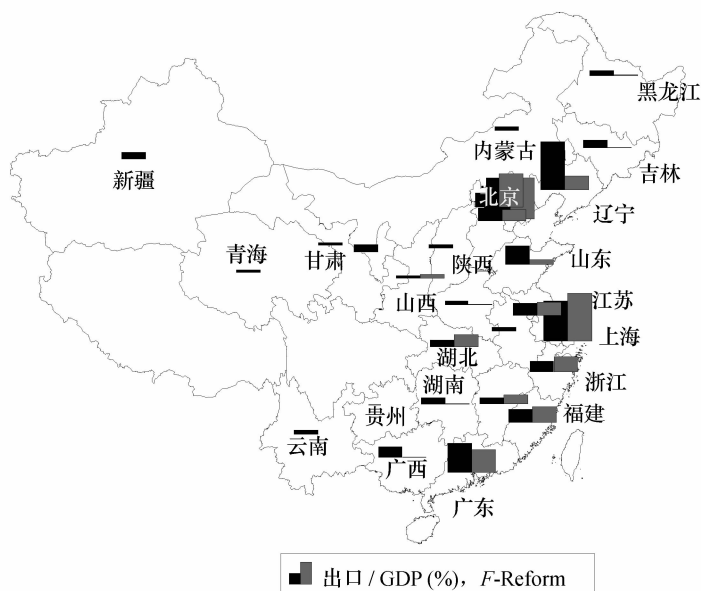 黑龙江
内蒙古
吉林
新疆
北京
辽宁
青海
甘肃
陕西
山东
山西
江苏
上海
湖北
湖南
浙江
贵州
福建
云南
广西
广东
出口 / GDP (%)，F-Reform